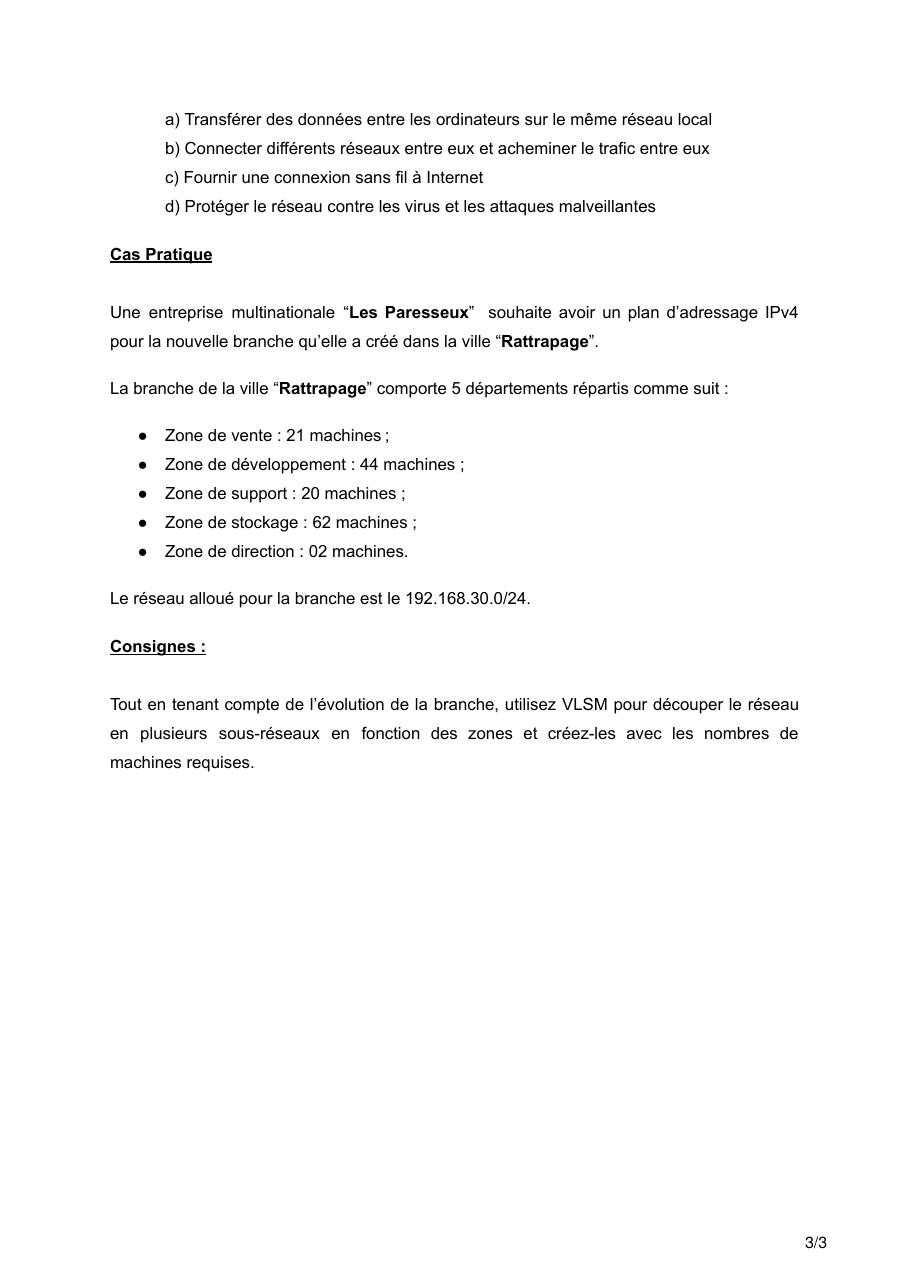 a) Transférer des données entre les ordinateurs sur le même réseau local
b) Connecter différents réseaux entre eux et acheminer le trafic entre eux
c) Fournir une connexion sans fil à Internet
d) Protéger le réseau contre les virus et les attaques malveillantes
Cas Pratique
Une entreprise multinationale “Les Paresseux” souhaite avoir un plan d’adressage IPv4
pour la nouvelle branche qu’elle a créé dans la ville “Rattrapage”.
La branche de la ville “Rattrapage” comporte 5 départements répartis comme suit :
● Zone de vente : 21 machines ;
● Zone de développement : 44 machines ;
● Zone de support : 20 machines ;
● Zone de stockage : 62 machines ;
● Zone de direction : 02 machines.
Le réseau alloué pour la branche est le 192.168.30.0/24.
Consignes :
Tout en tenant compte de l’évolution de la branche, utilisez VLSM pour découper le réseau
en plusieurs sous-réseaux en fonction des zones et créez-les avec les nombres de
machines requises.
3/3